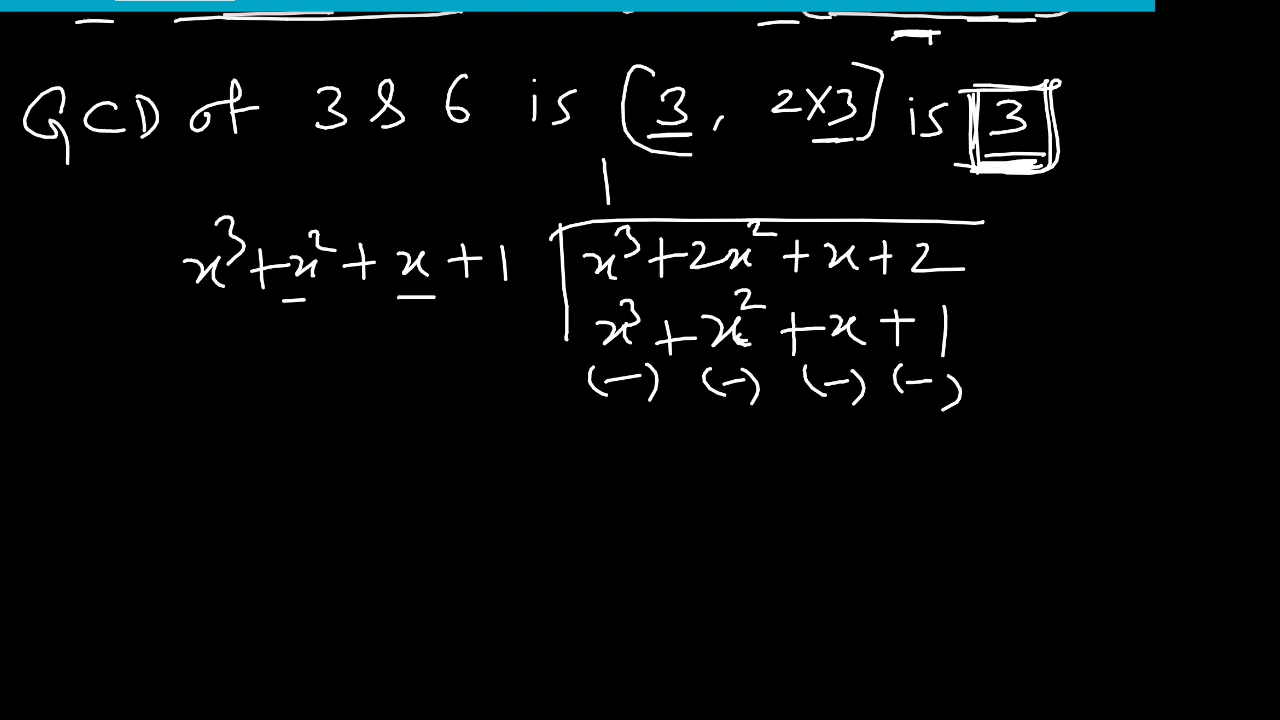 GCD of 3 & 6 is (3, 2×3) is 3
1
x³+x²+x+1 x³+2x²+x+2
x³+x²+x+1
(−) (−) (−) (−)